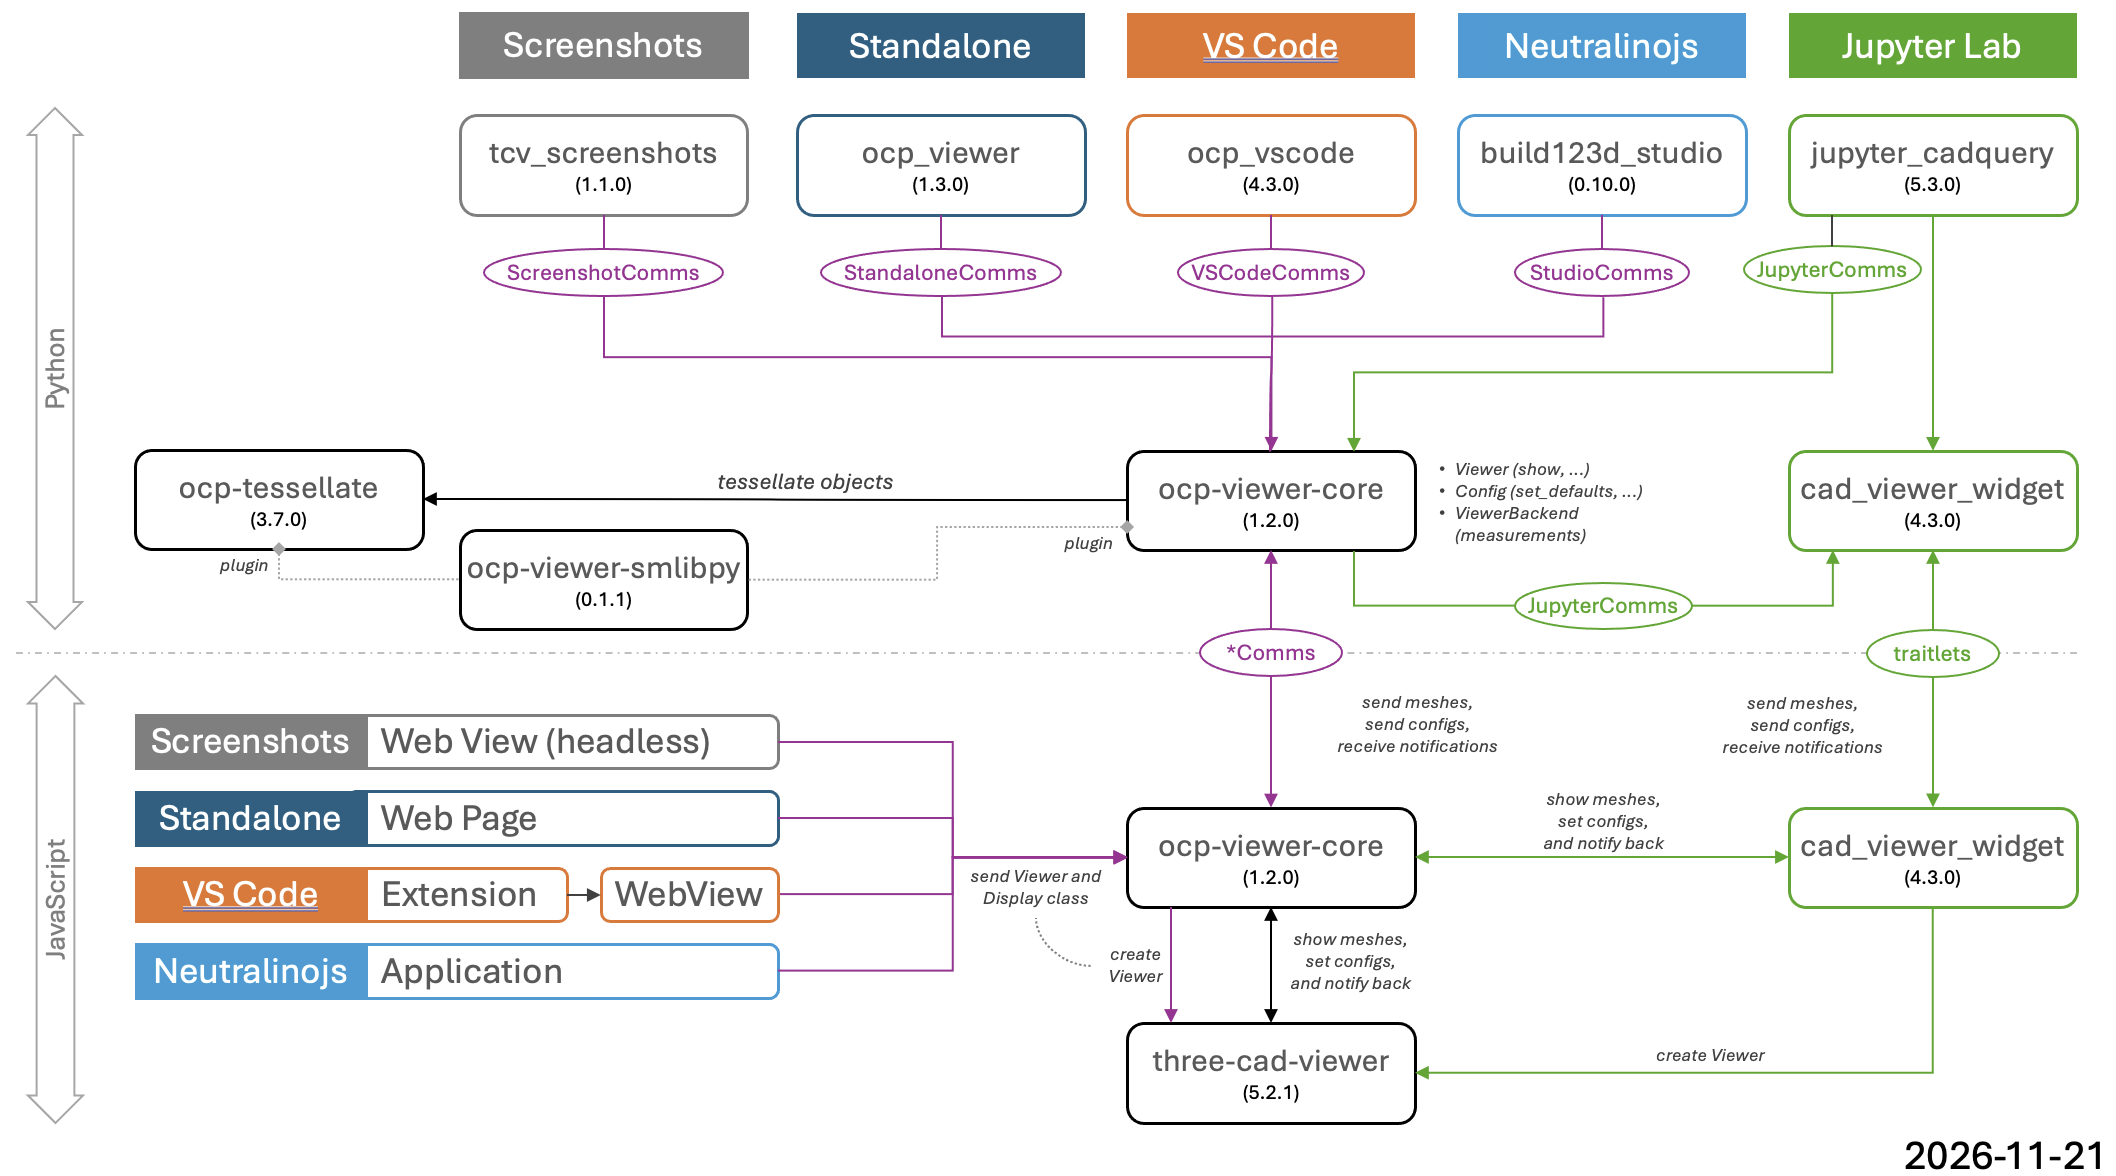 Screenshots
Standalone
VS Code
Neutralinojs
Jupyter Lab
tcv_screenshots
(1.1.0)
ocp_viewer
(1.3.0)
ocp_vscode
(4.3.0)
build123d_studio
(0.10.0)
jupyter_cadquery
(5.3.0)
ScreenshotComms
StandaloneComms
VSCodeComms
StudioComms
JupyterComms
Python
ocp-tessellate
(3.7.0)
tessellate objects
ocp-viewer-core
(1.2.0)
• Viewer (show, ...)
• Config (set_defaults, ...)
• ViewerBackend
(measurements)
cad_viewer_widget
(4.3.0)
plugin
ocp-viewer-smlibpy
(0.1.1)
plugin
JupyterComms
*Comms
traitlets
JavaScript
send meshes,
send configs,
receive notifications
send meshes,
send configs,
receive notifications
Screenshots Web View (headless)
Standalone Web Page
VS Code Extension WebView
Neutralinojs Application
send Viewer and
Display class
ocp-viewer-core
(1.2.0)
show meshes,
set configs,
and notify back
cad_viewer_widget
(4.3.0)
create
Viewer
show meshes,
set configs,
and notify back
three-cad-viewer
(5.2.1)
create Viewer
2026-11-21